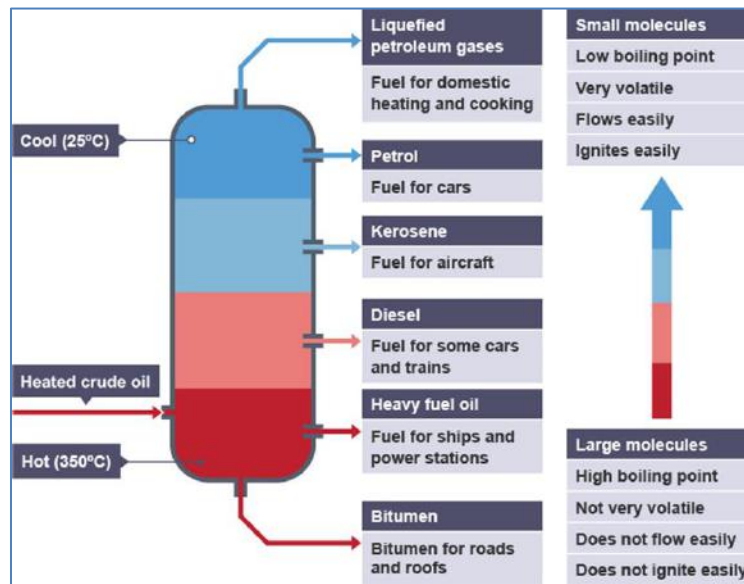 Liquefied
petroleum gases
Fuel for domestic
heating and cooking
Cool (25ºC)
Petrol
Fuel for cars
Kerosene
Fuel for aircraft
Diesel
Fuel for some cars
and trains
Heated crude oil
Heavy fuel oil
Fuel for ships and
power stations
Hot (350ºC)
Bitumen
Bitumen for roads
and roofs
Small molecules
Low boiling point
Very volatile
Flows easily
Ignites easily
Large molecules
High boiling point
Not very volatile
Does not flow easily
Does not ignite easily